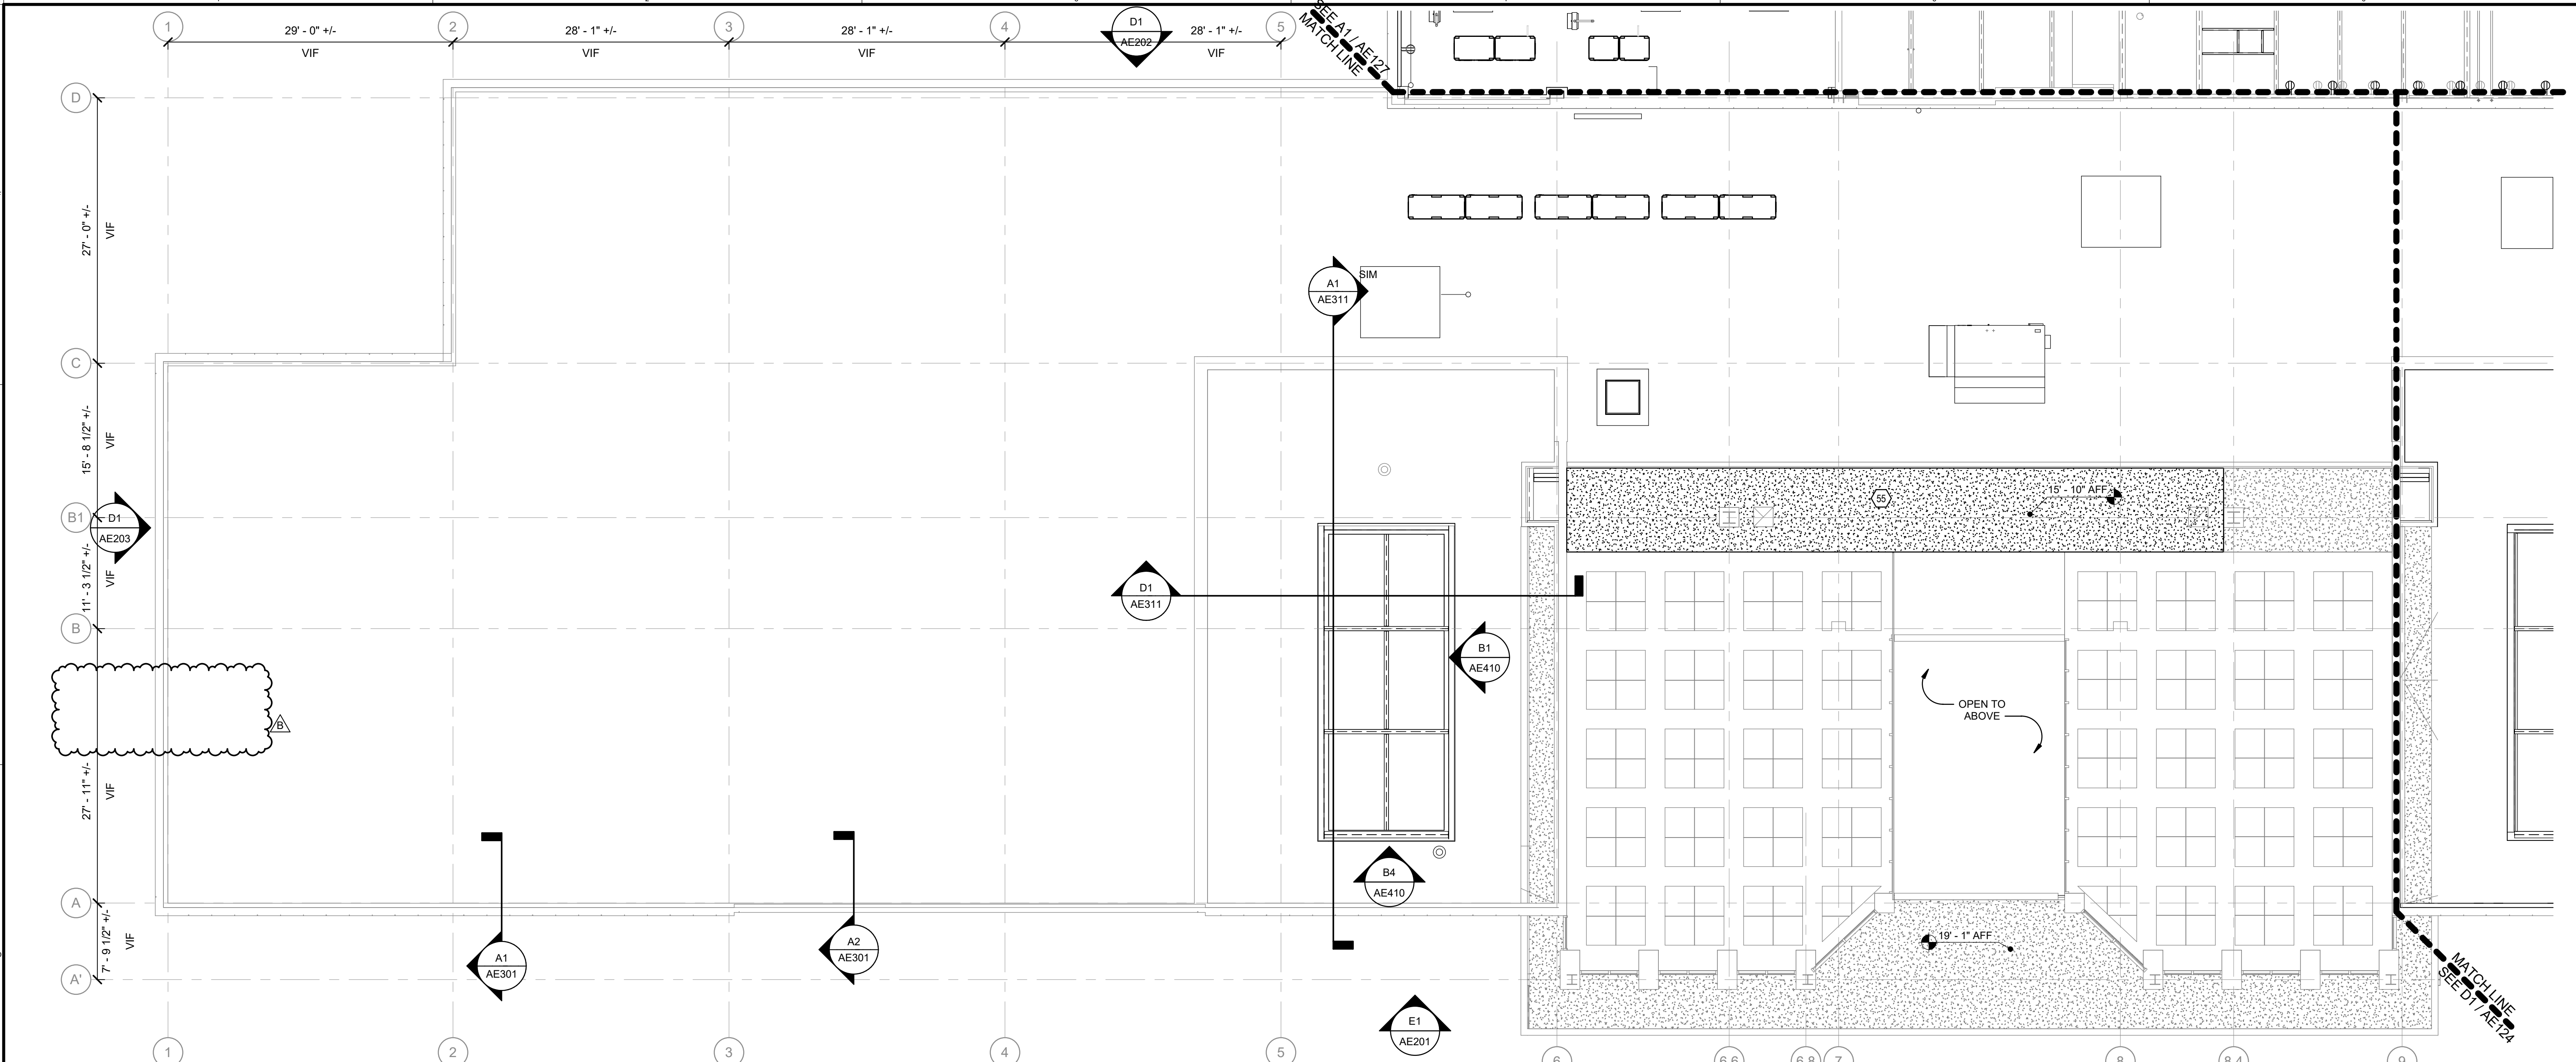 1
29' - 0" +/-
VIF
2
28' - 1" +/-
VIF
3
28' - 1" +/-
VIF
4
D1
AE202
28' - 1" +/-
VIF
5
SEE A1 / AE127
MATCH LINE
D
27' - 0" +/-
VIF
A1
AE311
SIM
C
15' - 8 1/2" +/-
VIF
B1
D1
AE203
55
15' - 10" AFF
11' - 3 1/2" +/-
VIF
D1
AE311
B
B1
AE410
B
OPEN TO
ABOVE
27' - 11" +/-
VIF
B4
AE410
A
7' - 9 1/2" +/-
VIF
A1
AE301
A2
AE301
19' - 1" AFF
A'
MATCH LINE
SEE D1 / AE124
E1
AE201
1
2
3
4
5
6
6.6
6.8
7
8
8.4
9